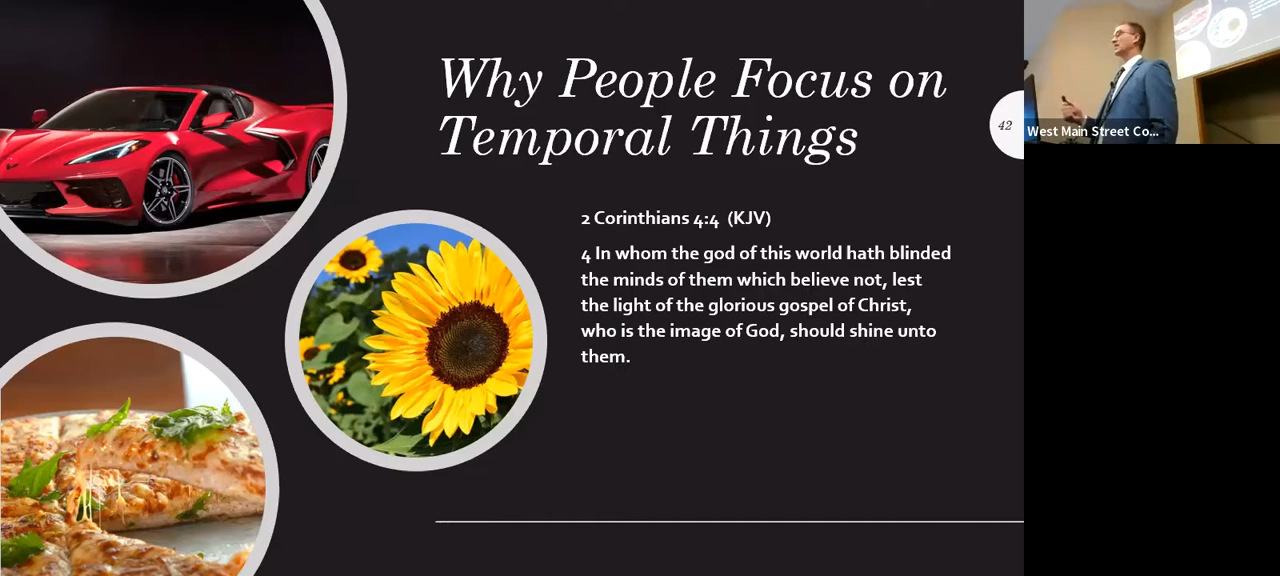 Why People Focus on
Temporal Things
42
West Main Street Co...
2 Corinthians 4:4 (KJV)
4 In whom the god of this world hath blinded
the minds of them which believe not, lest
the light of the glorious gospel of Christ,
who is the image of God, should shine unto
them.